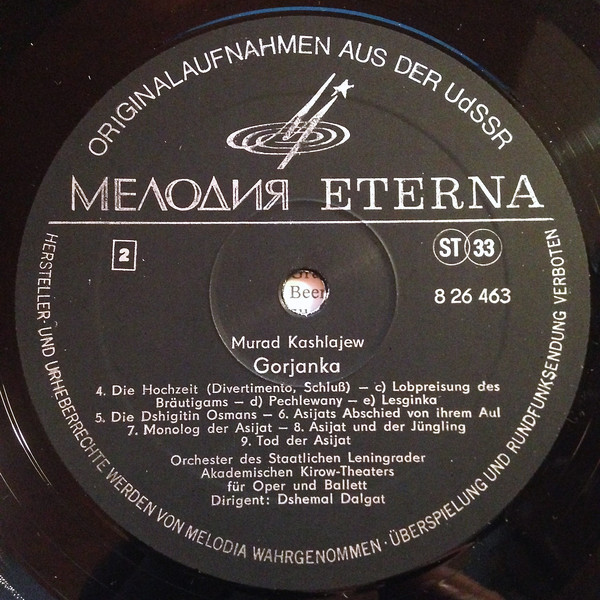 ORIGINALAUFNAHMEN AUS DER UdSSR
МЕЛОДИЯ ETERNA
2
ST 33
8 26 463
Beer
Murad Kashlajew
Gorjanka
4. Die Hochzeit (Divertimento, Schluß) – c) Lobpreisung des
Bräutigams – d) Pechlewany – e) Lesginka
5. Die Dshigitin Osmans – 6. Asijats Abschied von ihrem Aul
7. Monolog der Asijat – 8. Asijat und der Jüngling
9. Tod der Asijat
Orchester des Staatlichen Leningrader
Akademischen Kirow-Theaters
für Oper und Ballett
Dirigent: Dshemal Dalgat
HERSTELLER- UND URHEBERRECHTE WERDEN VON MELODIA WAHRGENOMMEN · ÜBERSPIELUNG UND RUNDFUNKSENDUNG VERBOTEN